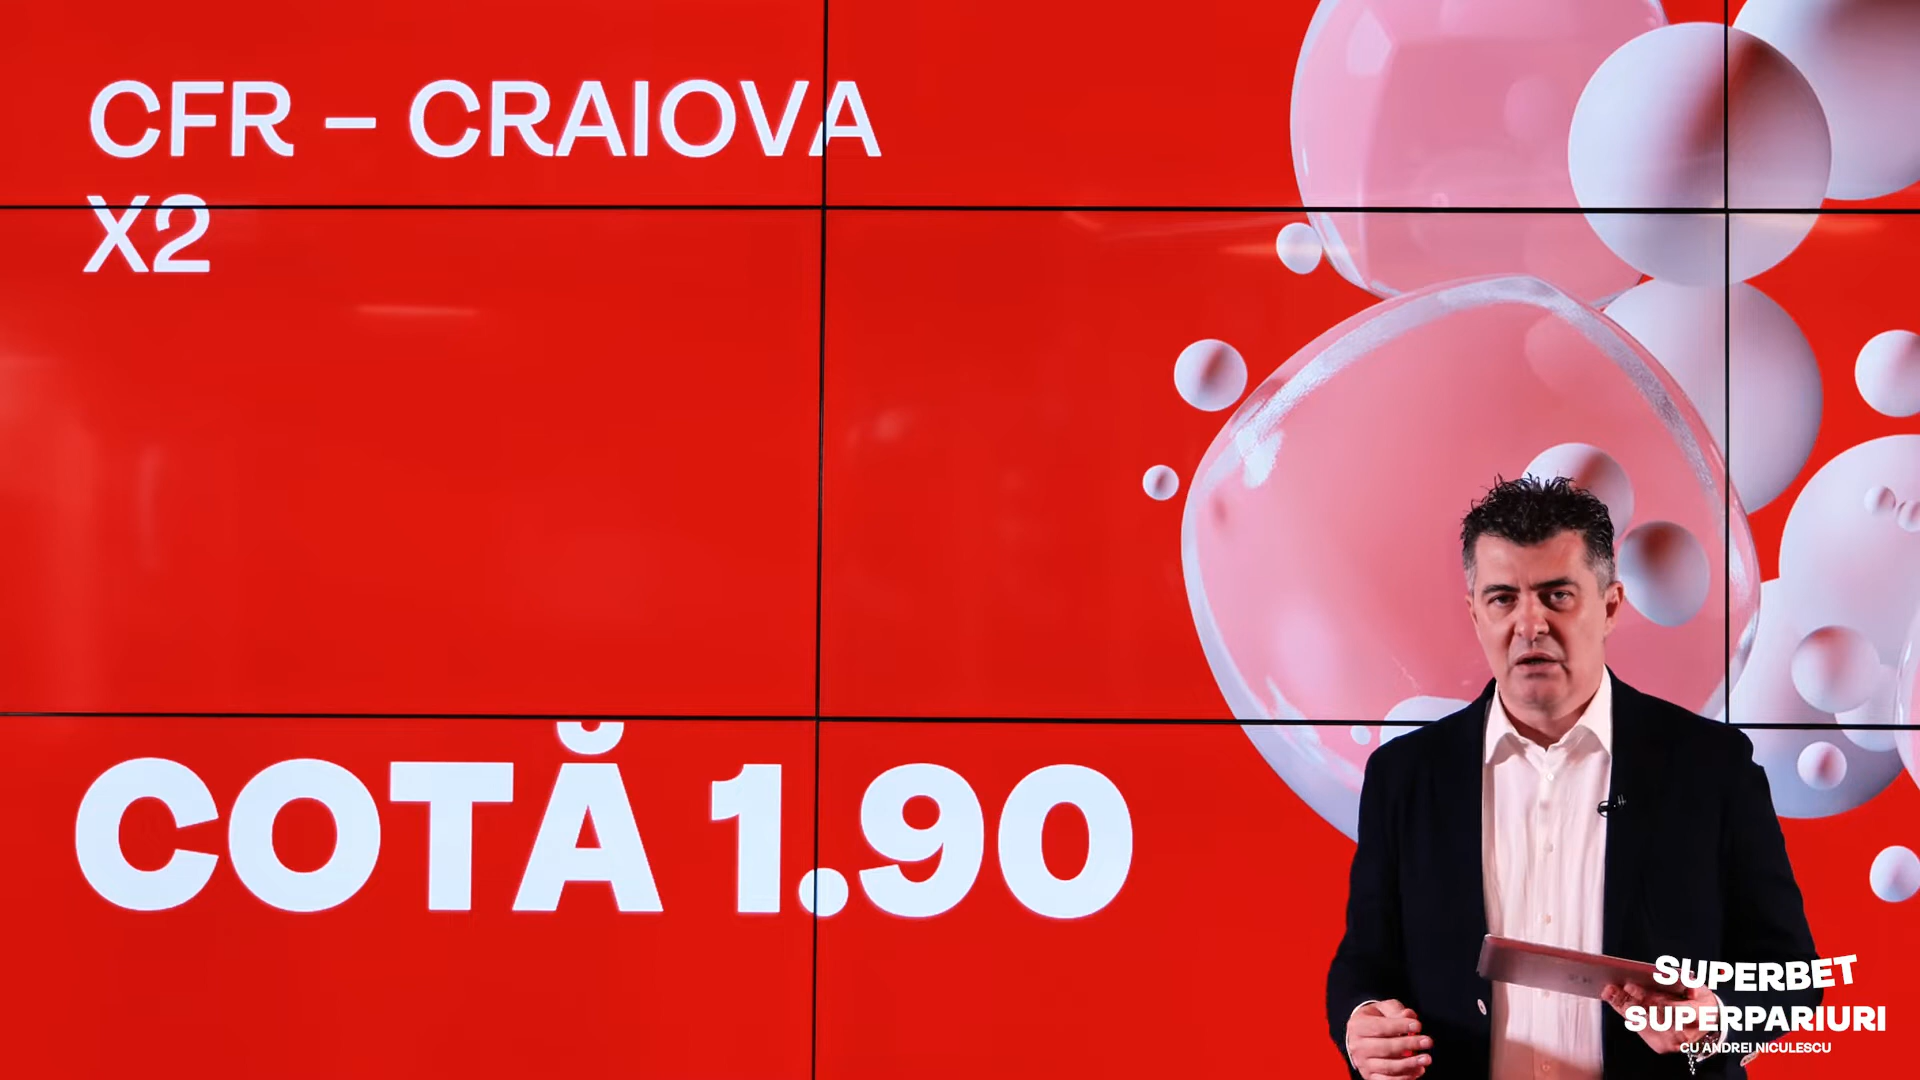 CFR – CRAIOVA
X2
COTĂ 1.90
SUPERBET
SUPERPARIURI
CU ANDREI NICULESCU